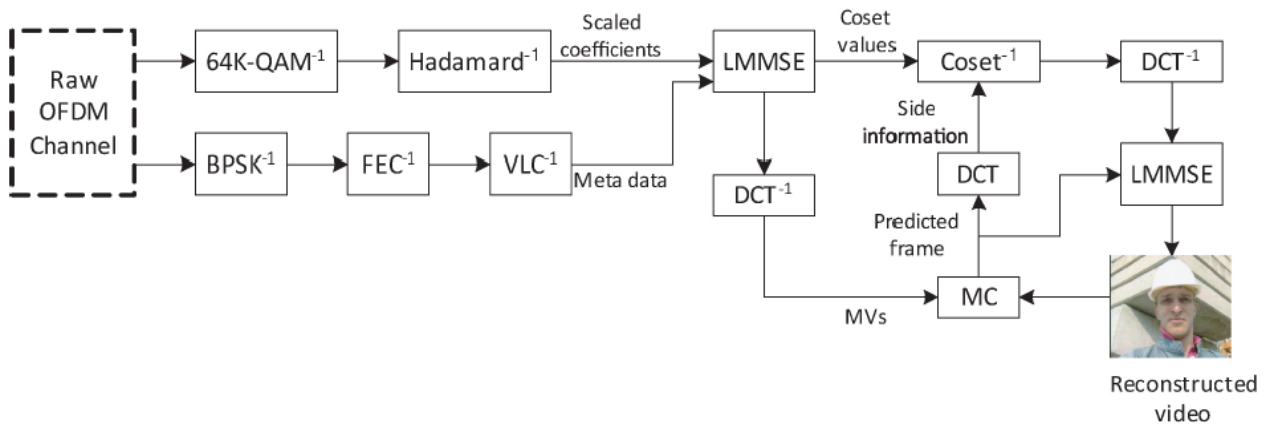 Raw
OFDM
Channel
64K-QAM⁻¹
Hadamard⁻¹
Scaled
coefficients
LMMSE
Coset
values
Coset⁻¹
DCT⁻¹
BPSK⁻¹
FEC⁻¹
VLC⁻¹
Meta data
DCT⁻¹
Side
information
DCT
LMMSE
Predicted
frame
MC
MVs
Reconstructed
video